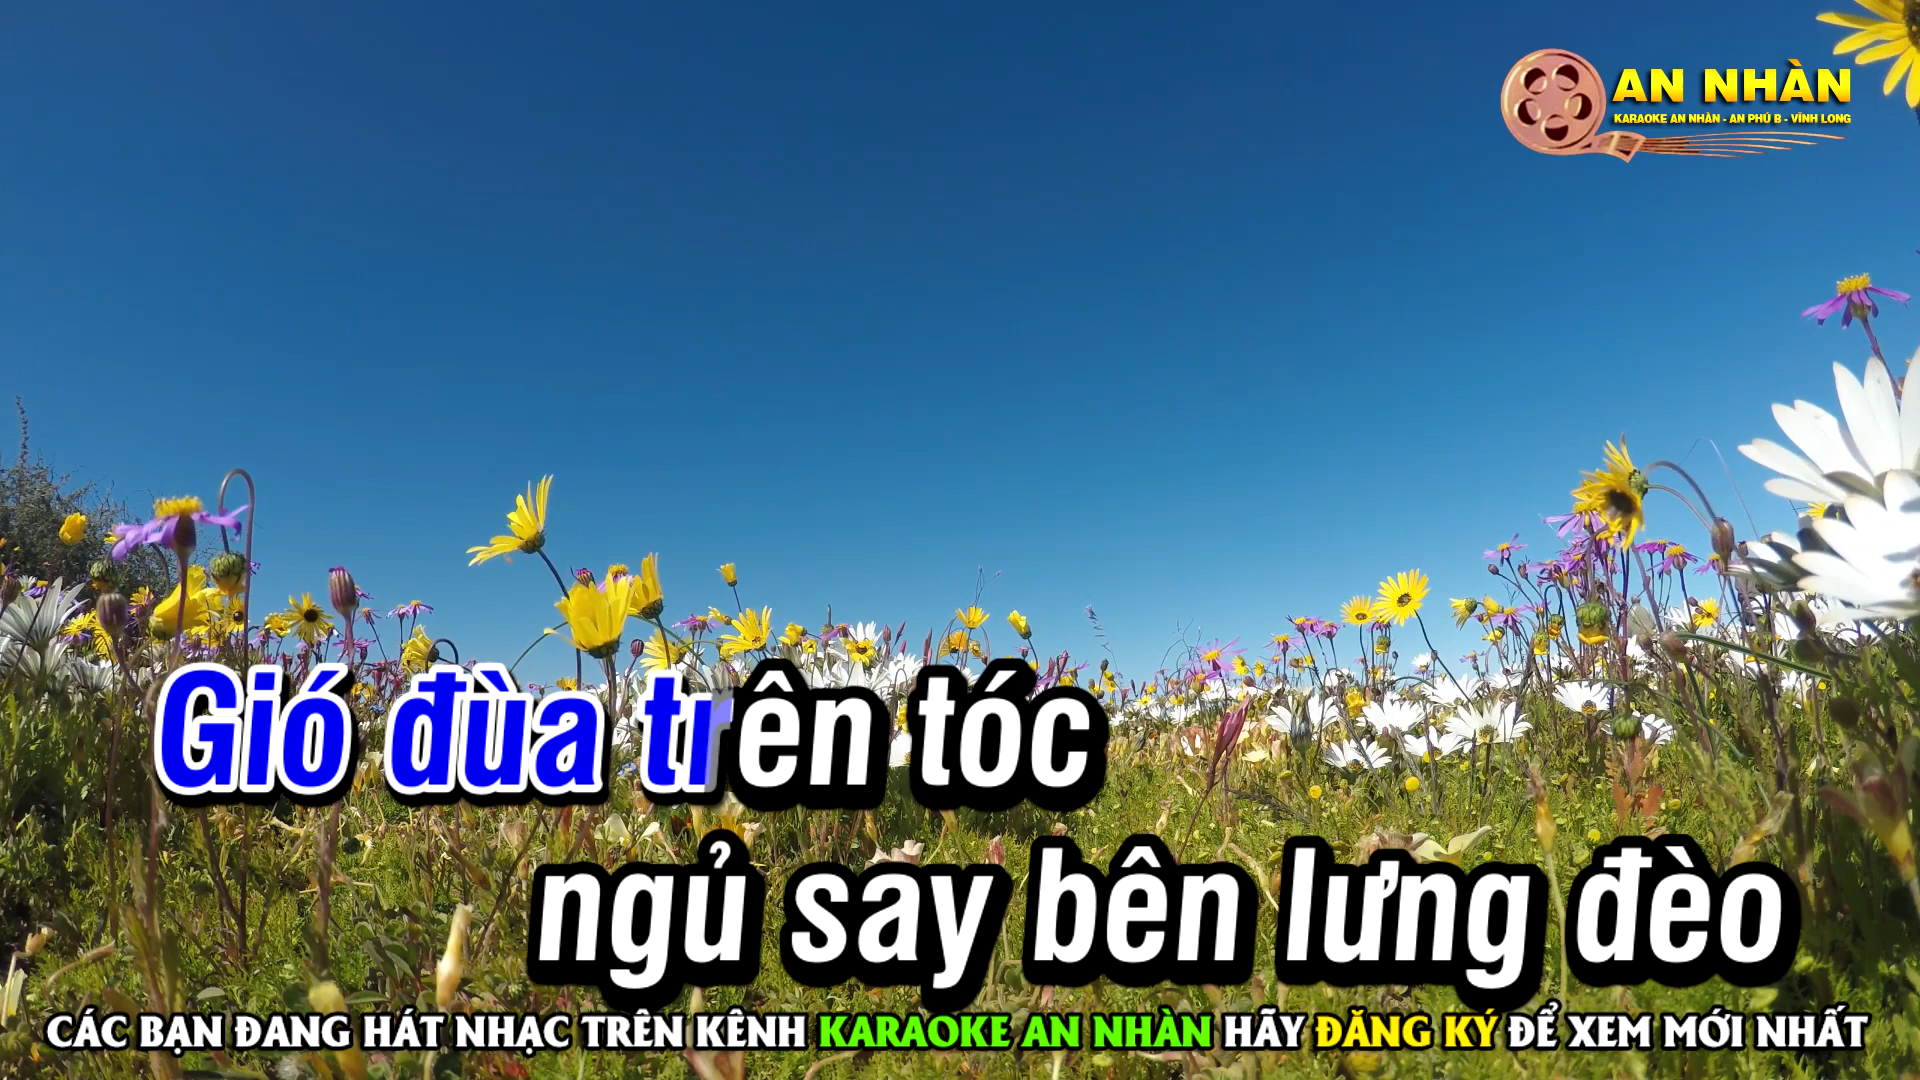 AN NHÀN
KARAOKE AN NHÀN - AN PHÚ B - VĨNH LONG
Gió đùa trên tóc
ngủ say bên lưng đèo
CÁC BẠN ĐANG HÁT NHẠC TRÊN KÊNH KARAOKE AN NHÀN HÃY ĐĂNG KÝ ĐỂ XEM MỚI NHẤT